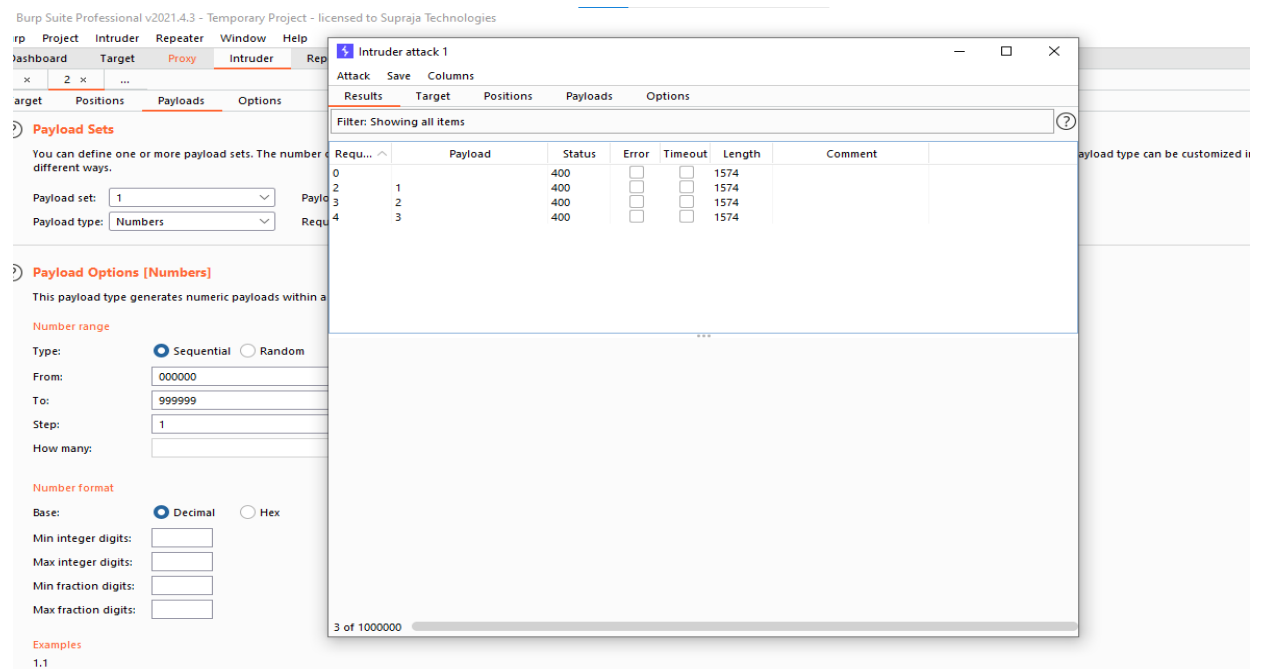 Burp Suite Professional v2021.4.3 - Temporary Project - licensed to Supraja Technologies
Project Intruder Repeater Window Help
Target Proxy Intruder
× 2 × ...
Positions Payloads Options
Payload Sets
You can define one or more payload sets. The number
different ways.
Payload set: 1
Payload type: Numbers
Payload Options [Numbers]
This payload type generates numeric payloads within a
Number range
Type: Sequential Random
From: 000000
To: 999999
Step: 1
How many:
Number format
Base: Decimal Hex
Min integer digits:
Max integer digits:
Min fraction digits:
Max fraction digits:
Examples
1.1
Intruder attack 1
Attack Save Columns
Results Target Positions Payloads Options
Filter: Showing all items
Requ... Payload Status Error Timeout Length Comment
0 400 1574
2 1 400 1574
3 2 400 1574
4 3 400 1574
3 of 1000000
ayload type can be customized in